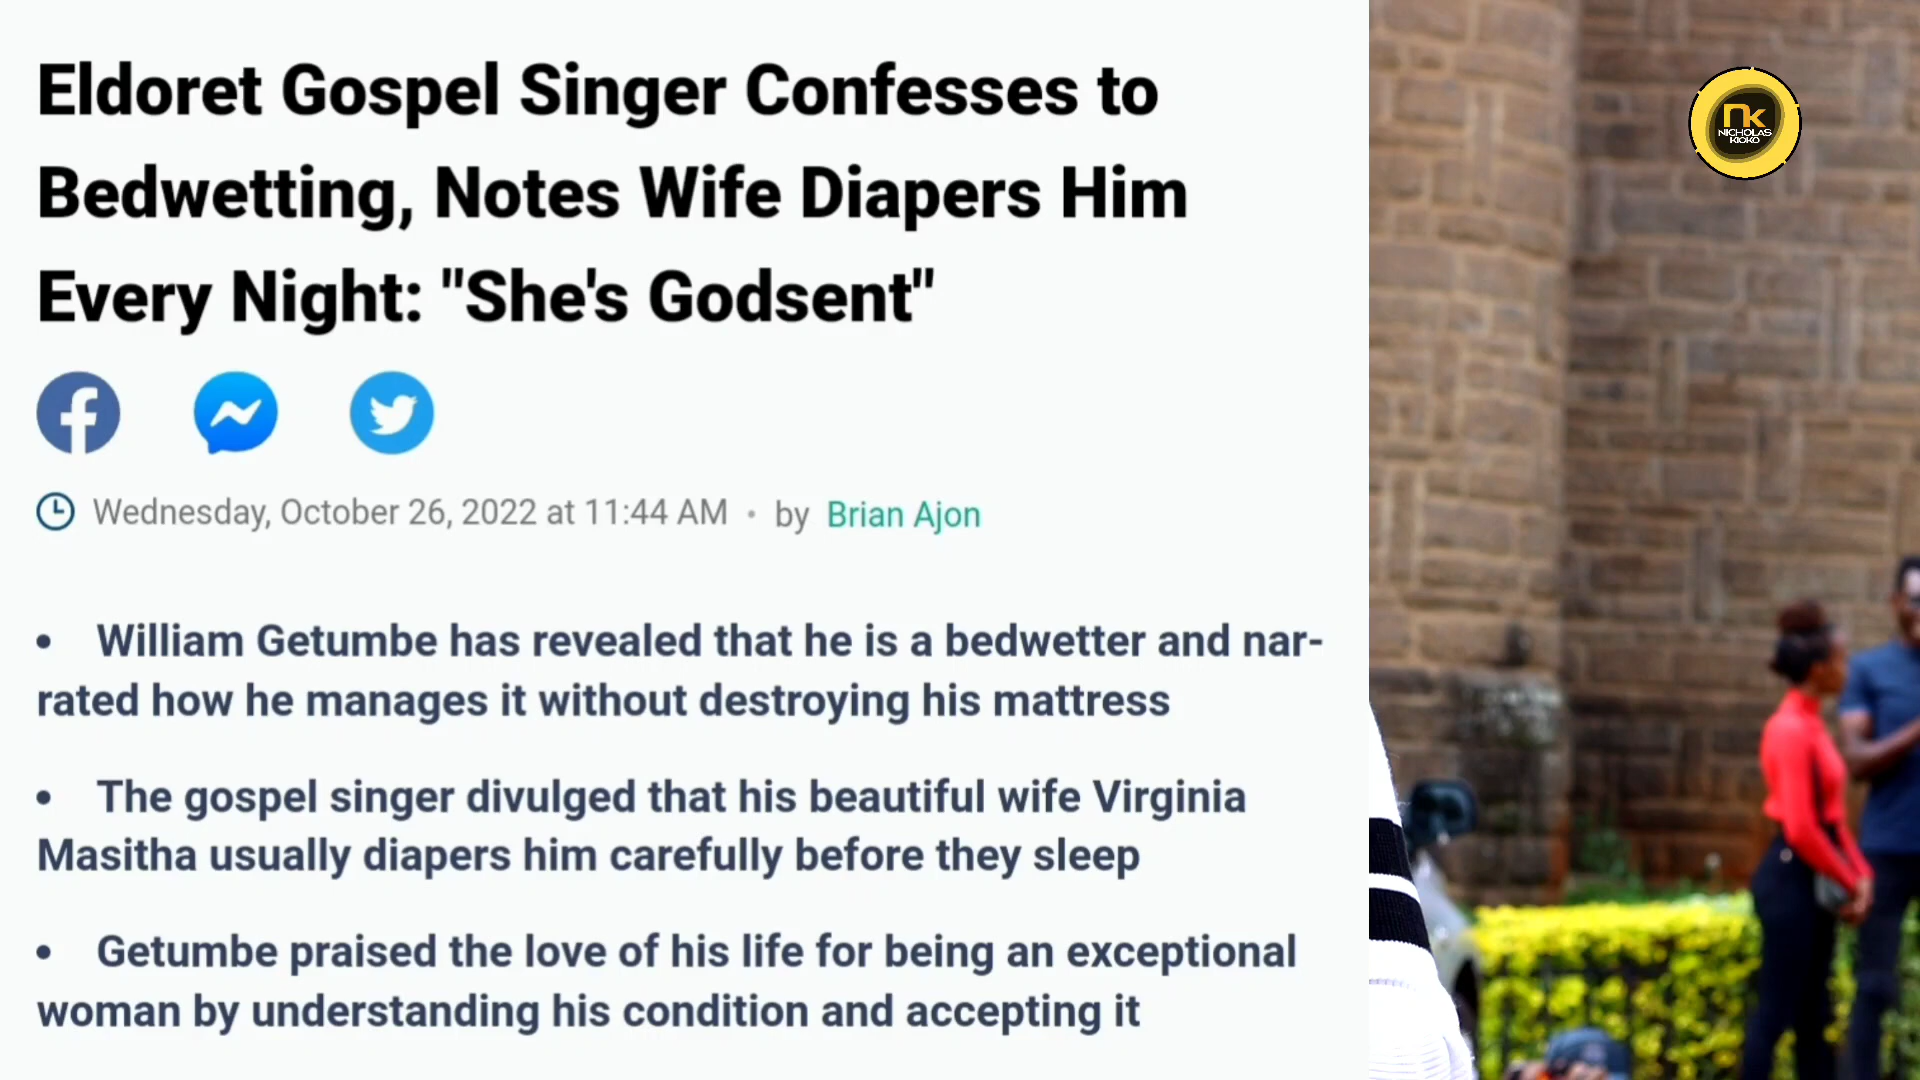 Eldoret Gospel Singer Confesses to
Bedwetting, Notes Wife Diapers Him
Every Night: "She's Godsent"
Wednesday, October 26, 2022 at 11:44 AM • by Brian Ajon
• William Getumbe has revealed that he is a bedwetter and nar-
rated how he manages it without destroying his mattress
• The gospel singer divulged that his beautiful wife Virginia
Masitha usually diapers him carefully before they sleep
• Getumbe praised the love of his life for being an exceptional
woman by understanding his condition and accepting it
nk
NICHOLAS
KIOKO